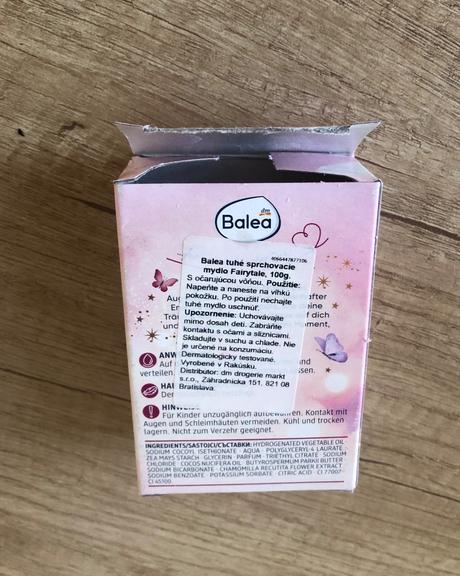 dm
Balea
4066447877106
Balea tuhé sprchovacie
mydlo Fairytale, 100g.
S očarujúcou vôňou. Použitie:
Napeňte a naneste na vlhkú
pokožku. Po použití nechajte
tuhé mydlo uschnúť.
Upozornenie: Uchovávajte
mimo dosah detí. Zabráňte
kontaktu s očami a sliznicami.
Skladujte v suchu a chlade. Nie
je určené na konzumáciu.
Dermatologicky testované.
Vyrobené v Rakúsku.
Distribútor: dm drogerie markt
s.r.o., Záhradnícka 151, 821 08
Bratislava.
verteilen.
HINWEIS
Für Kinder unzugänglich aufbewahren. Kontakt mit
Augen und Schleimhäuten vermeiden. Kühl und trocken
lagern. Nicht zum Verzehr geeignet.
INGREDIENTS/SASTOJCI/СЪСТАВКИ: HYDROGENATED VEGETABLE OIL
SODIUM COCOYL ISETHIONATE · AQUA · POLYGLYCERYL-4 LAURATE ·
ZEA MAYS STARCH · GLYCERIN · PARFUM · TRIETHYL CITRATE · SODIUM
CHLORIDE · COCOS NUCIFERA OIL · BUTYROSPERMUM PARKII BUTTER ·
SODIUM BICARBONATE · CHAMOMILLA RECUTITA FLOWER EXTRACT ·
SODIUM BENZOATE · POTASSIUM SORBATE · CITRIC ACID · CI 77007 ·
CI 45100